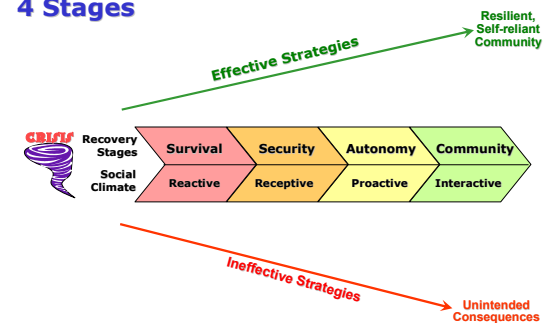 4 Stages
Resilient,
Self-reliant
Community
Effective Strategies
CRISIS
Recovery
Stages
Survival
Security
Autonomy
Community
Social
Climate
Reactive
Receptive
Proactive
Interactive
Ineffective Strategies
Unintended
Consequences